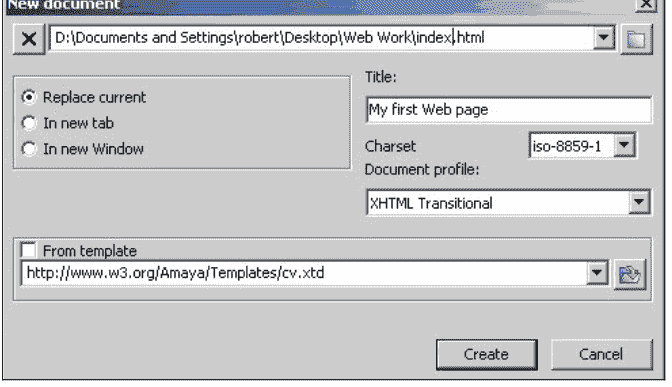 New document
D:\Documents and Settings\robert\Desktop\Web Work\index.html
Replace current
In new tab
In new Window
Title:
My first Web page
Charset iso-8859-1
Document profile:
XHTML Transitional
From template
http://www.w3.org/Amaya/Templates/cv.xtd
Create Cancel